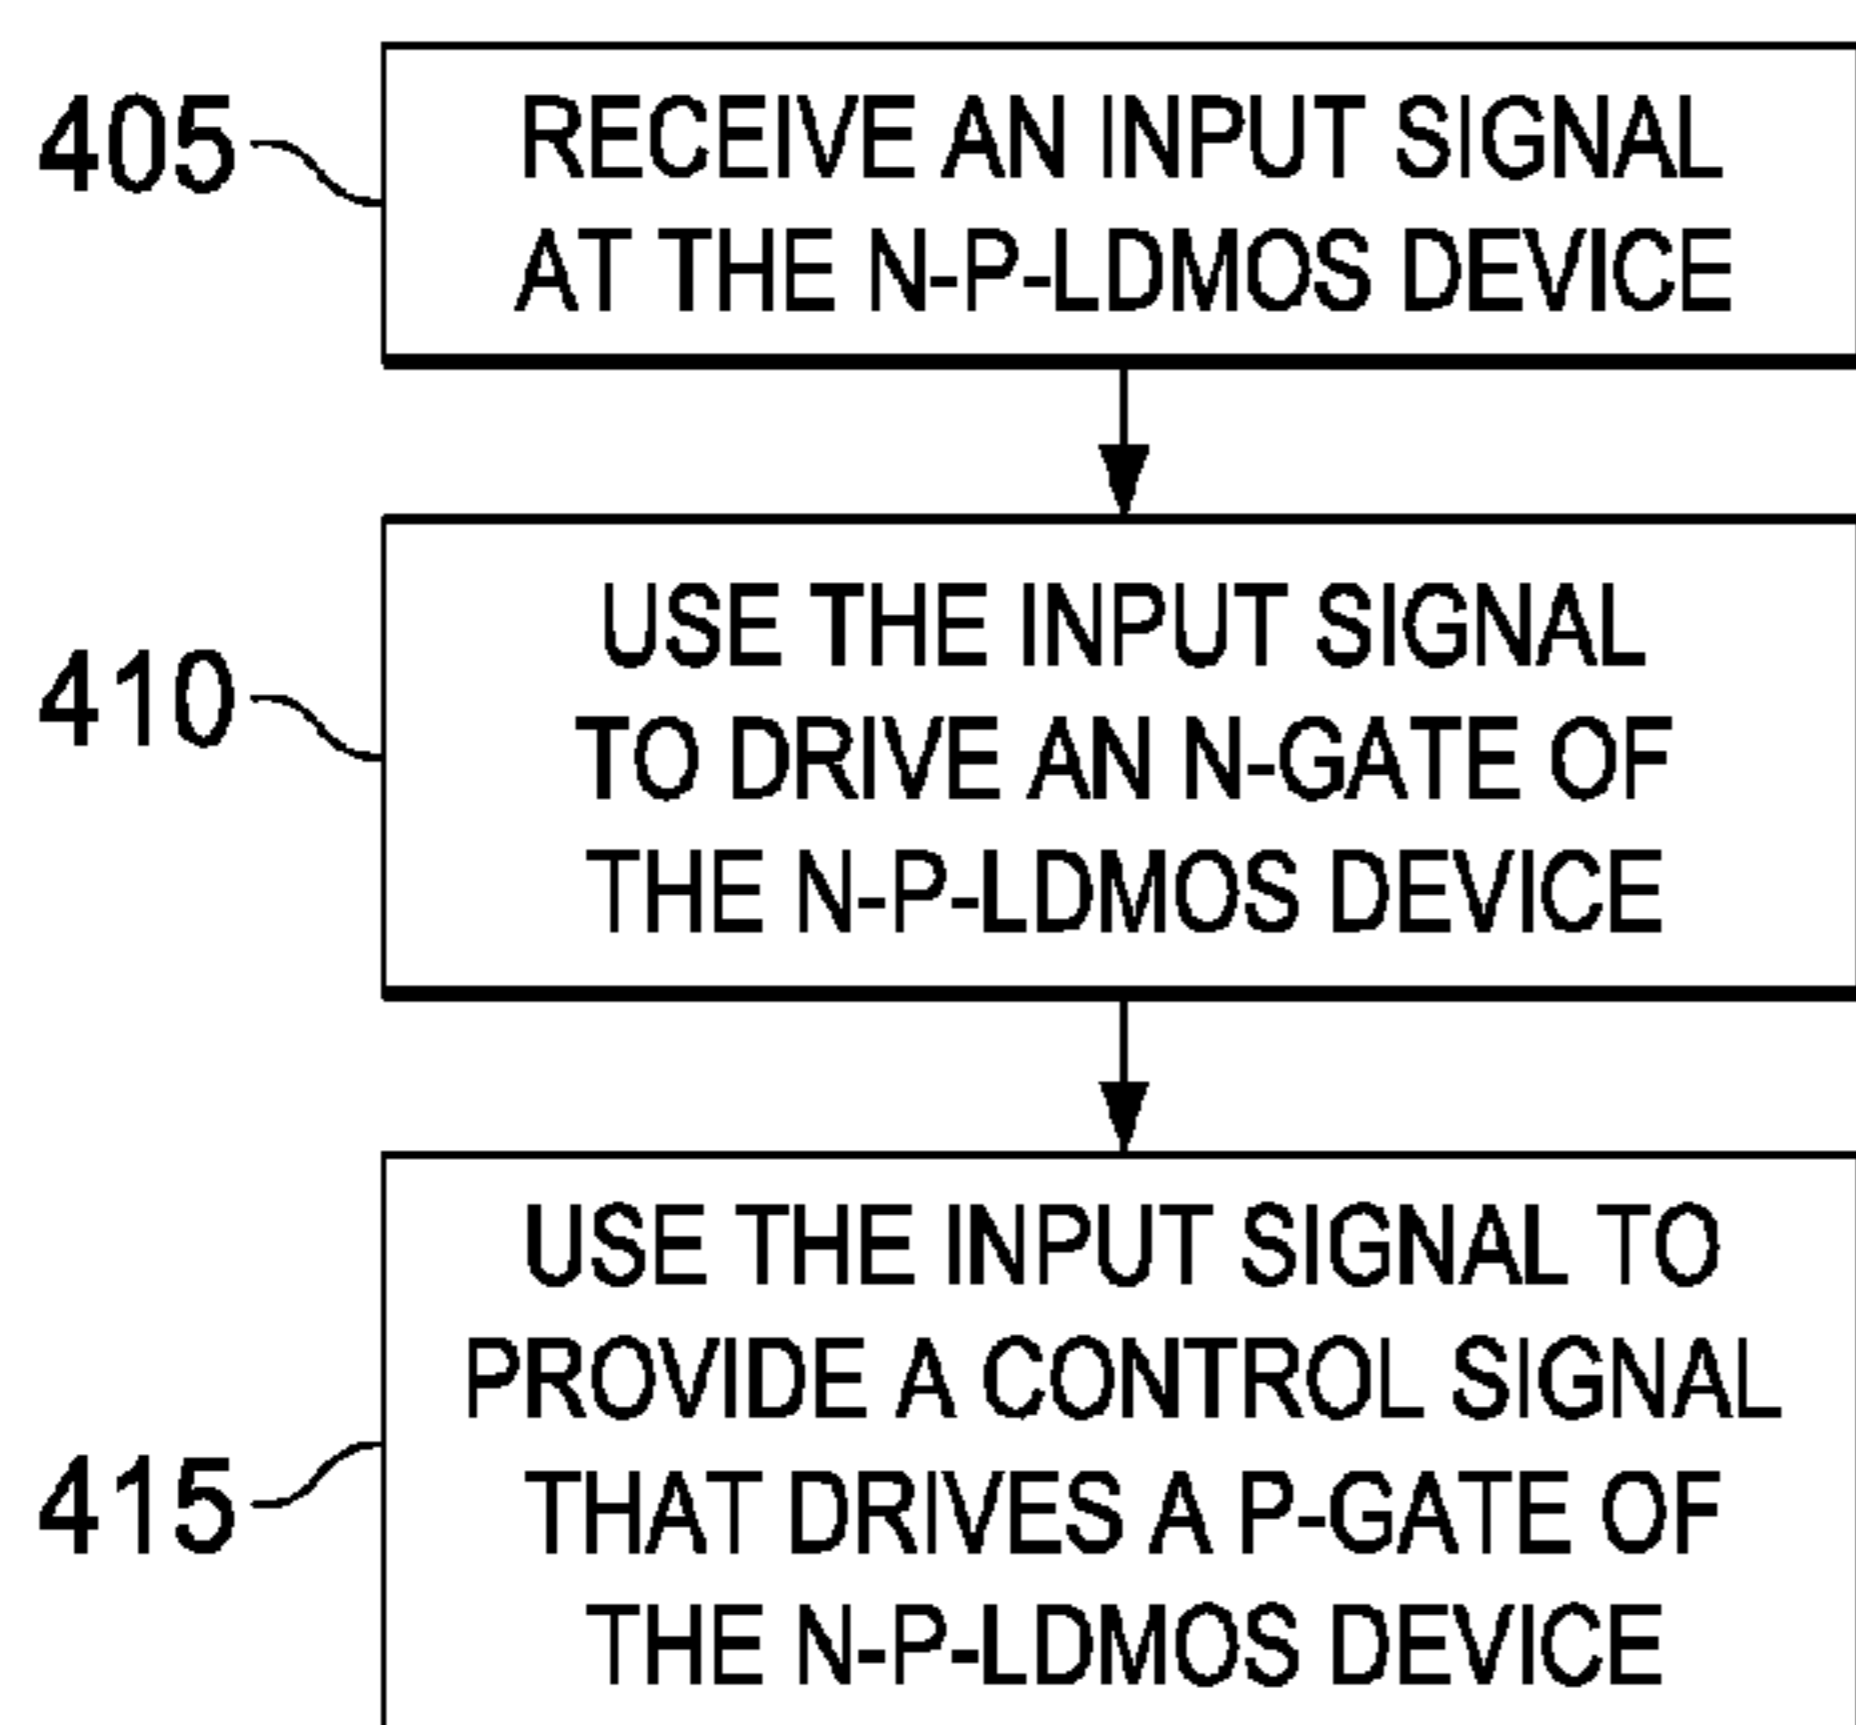 405
RECEIVE AN INPUT SIGNAL
AT THE N-P-LDMOS DEVICE
410
USE THE INPUT SIGNAL
TO DRIVE AN N-GATE OF
THE N-P-LDMOS DEVICE
415
USE THE INPUT SIGNAL TO
PROVIDE A CONTROL SIGNAL
THAT DRIVES A P-GATE OF
THE N-P-LDMOS DEVICE